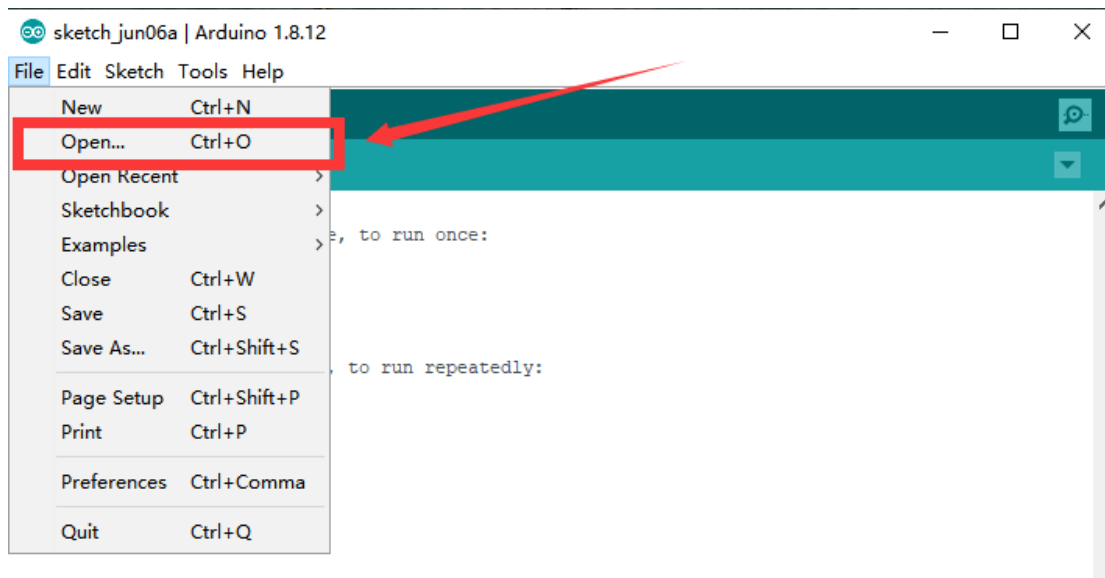 sketch_jun06a | Arduino 1.8.12
File Edit Sketch Tools Help
New Ctrl+N
Open... Ctrl+O
Open Recent
Sketchbook
Examples
, to run once:
Close Ctrl+W
Save Ctrl+S
Save As... Ctrl+Shift+S
, to run repeatedly:
Page Setup Ctrl+Shift+P
Print Ctrl+P
Preferences Ctrl+Comma
Quit Ctrl+Q